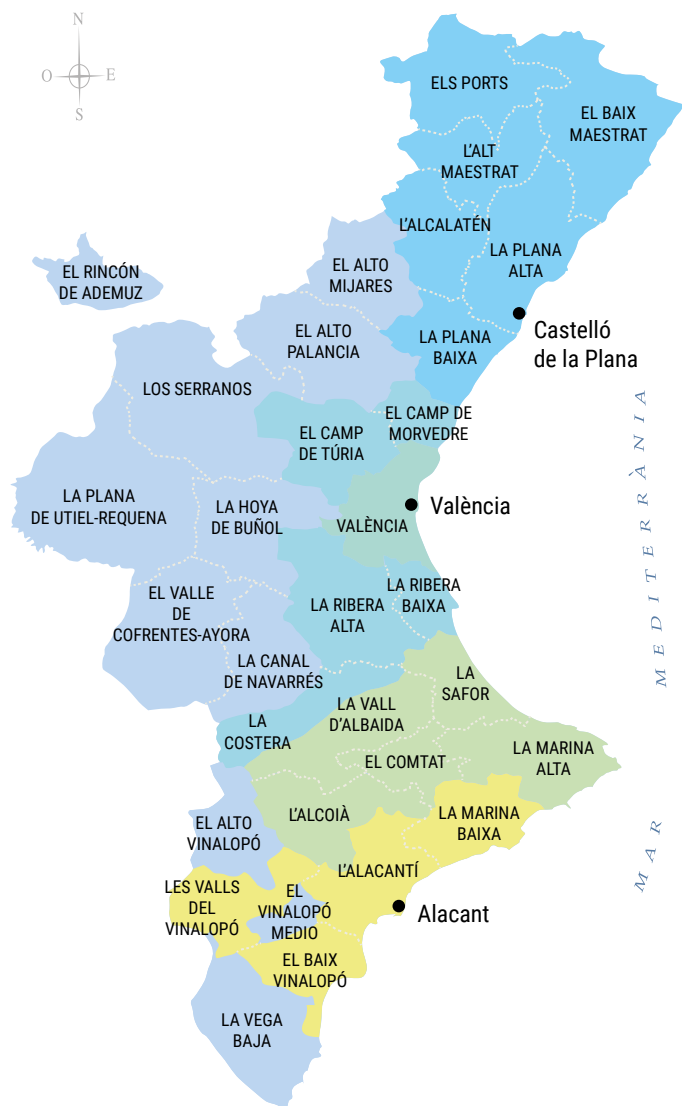 N
O
E
S
ELS PORTS
EL BAIX
MAESTRAT
L'ALT
MAESTRAT
L'ALCALATÉN
LA PLANA
ALTA
EL RINCÓN
DE ADEMUZ
EL ALTO
MIJARES
EL ALTO
PALANCIA
LA PLANA
BAIXA
Castelló
de la Plana
LOS SERRANOS
EL CAMP DE
MORVEDRE
EL CAMP
DE TÚRIA
LA PLANA
DE UTIEL-REQUENA
LA HOYA
DE BUÑOL
VALÈNCIA
València
EL VALLE
DE
COFRENTES-AYORA
LA RIBERA
ALTA
LA RIBERA
BAIXA
LA CANAL
DE NAVARRÉS
LA
SAFOR
LA
COSTERA
LA VALL
D'ALBAIDA
EL COMTAT
LA MARINA
ALTA
L'ALCOIÀ
LA MARINA
BAIXA
EL ALTO
VINALOPÓ
L'ALACANTÍ
LES VALLS
DEL
VINALOPÓ
EL
VINALOPÓ
MEDIO
Alacant
EL BAIX
VINALOPÓ
LA VEGA
BAJA
MAR MEDITERRÀNIA